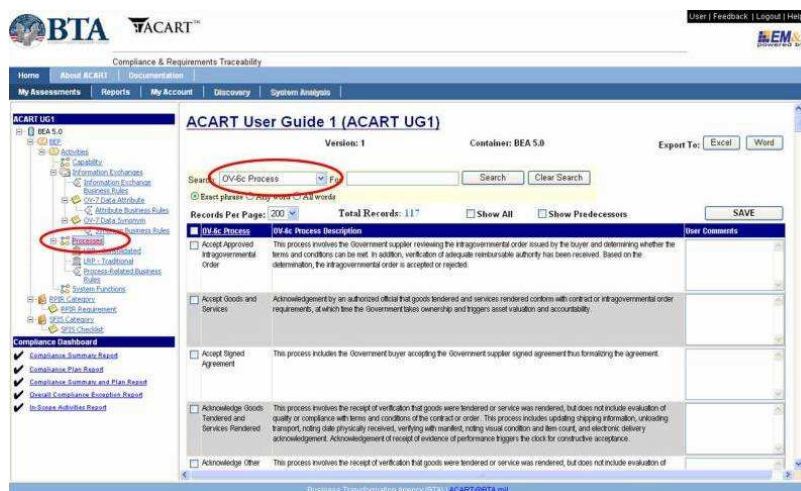 User | Feedback | Logout | Help
BTA
ACART™
EM&
powered b
Compliance & Requirements Traceability
Home
About ACART
Documentation
My Assessments
Reports
My Account
Discovery
System Analysis
ACART UG1
BEA 5.0
BEP
Activities
Capability
Information Exchanges
Information Exchange
Business Rules
OV-7 Data Attribute
Attribute Business Rules
OV-7 Data Synonym
Business Rules
Processes
LRP - Traditional
Process-Related Business
Rules
System Functions
RPIR Category
RPIR Requirement
SFIS Category
SFIS Checklist
Compliance Dashboard
Compliance Summary Report
Compliance Plan Report
Compliance Summary and Plan Report
Overall Compliance Exception Report
In-Scope Activities Report
ACART User Guide 1 (ACART UG1)
Version: 1
Container: BEA 5.0
Export To:
Excel
Word
Search
OV-6c Process
For
Search
Clear Search
Exact phrase
Any word
All words
Records Per Page:
200
Total Records: 117
Show All
Show Predecessors
SAVE
OV-6c Process
OV-6c Process Description
User Comments
Accept Approved
Intragovernmental
Order
This process involves the Government supplier reviewing the intragovernmental order issued by the buyer and determining whether the
terms and conditions can be met. In addition, verification of adequate reimbursable authority has been received. Based on the
determination, the intragovernmental order is accepted or rejected.
Accept Goods and
Services
Acknowledgement by an authorized official that goods tendered and services rendered conform with contract or intragovernmental order
requirements, at which time the Government takes ownership and triggers asset valuation and accountability.
Accept Signed
Agreement
This process includes the Government buyer accepting the Government supplier signed agreement thus formalizing the agreement.
Acknowledge Goods
Tendered and
Services Rendered
This process involves the receipt of verification that goods were tendered or service was rendered, but does not include evaluation of
quality or compliance with terms and conditions of the contract or order. This process includes updating shipping information, unloading
transport, noting date physically received, verifying with manifest, noting visual condition and item count, and electronic delivery
acknowledgement. Acknowledgement of receipt of evidence of performance triggers the clock for constructive acceptance.
Acknowledge Other
This process involves the receipt of verification that goods were tendered or service was rendered, but does not include evaluation of
Business Transformation Agency (BTA) | ACART@BTA.mil